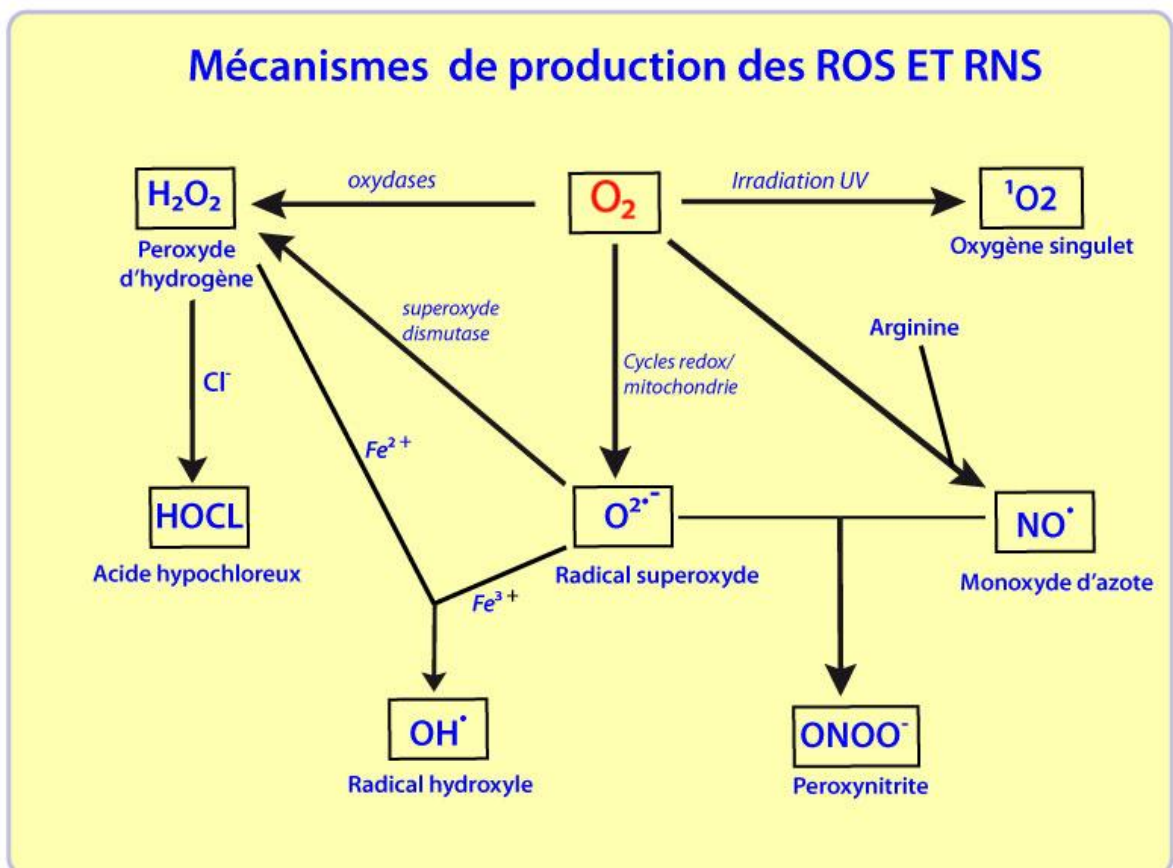 Mécanismes de production des ROS ET RNS
H₂O₂
oxydases
O₂
Irradiation UV
¹O2
Peroxyde
d'hydrogène
Oxygène singulet
superoxyde
dismutase
Arginine
Cycles redox/
mitochondrie
Cl⁻
Fe²⁺
HOCL
O²·⁻
NO·
Acide hypochloreux
Radical superoxyde
Monoxyde d'azote
Fe³⁺
OH·
ONOO⁻
Radical hydroxyle
Peroxynitrite